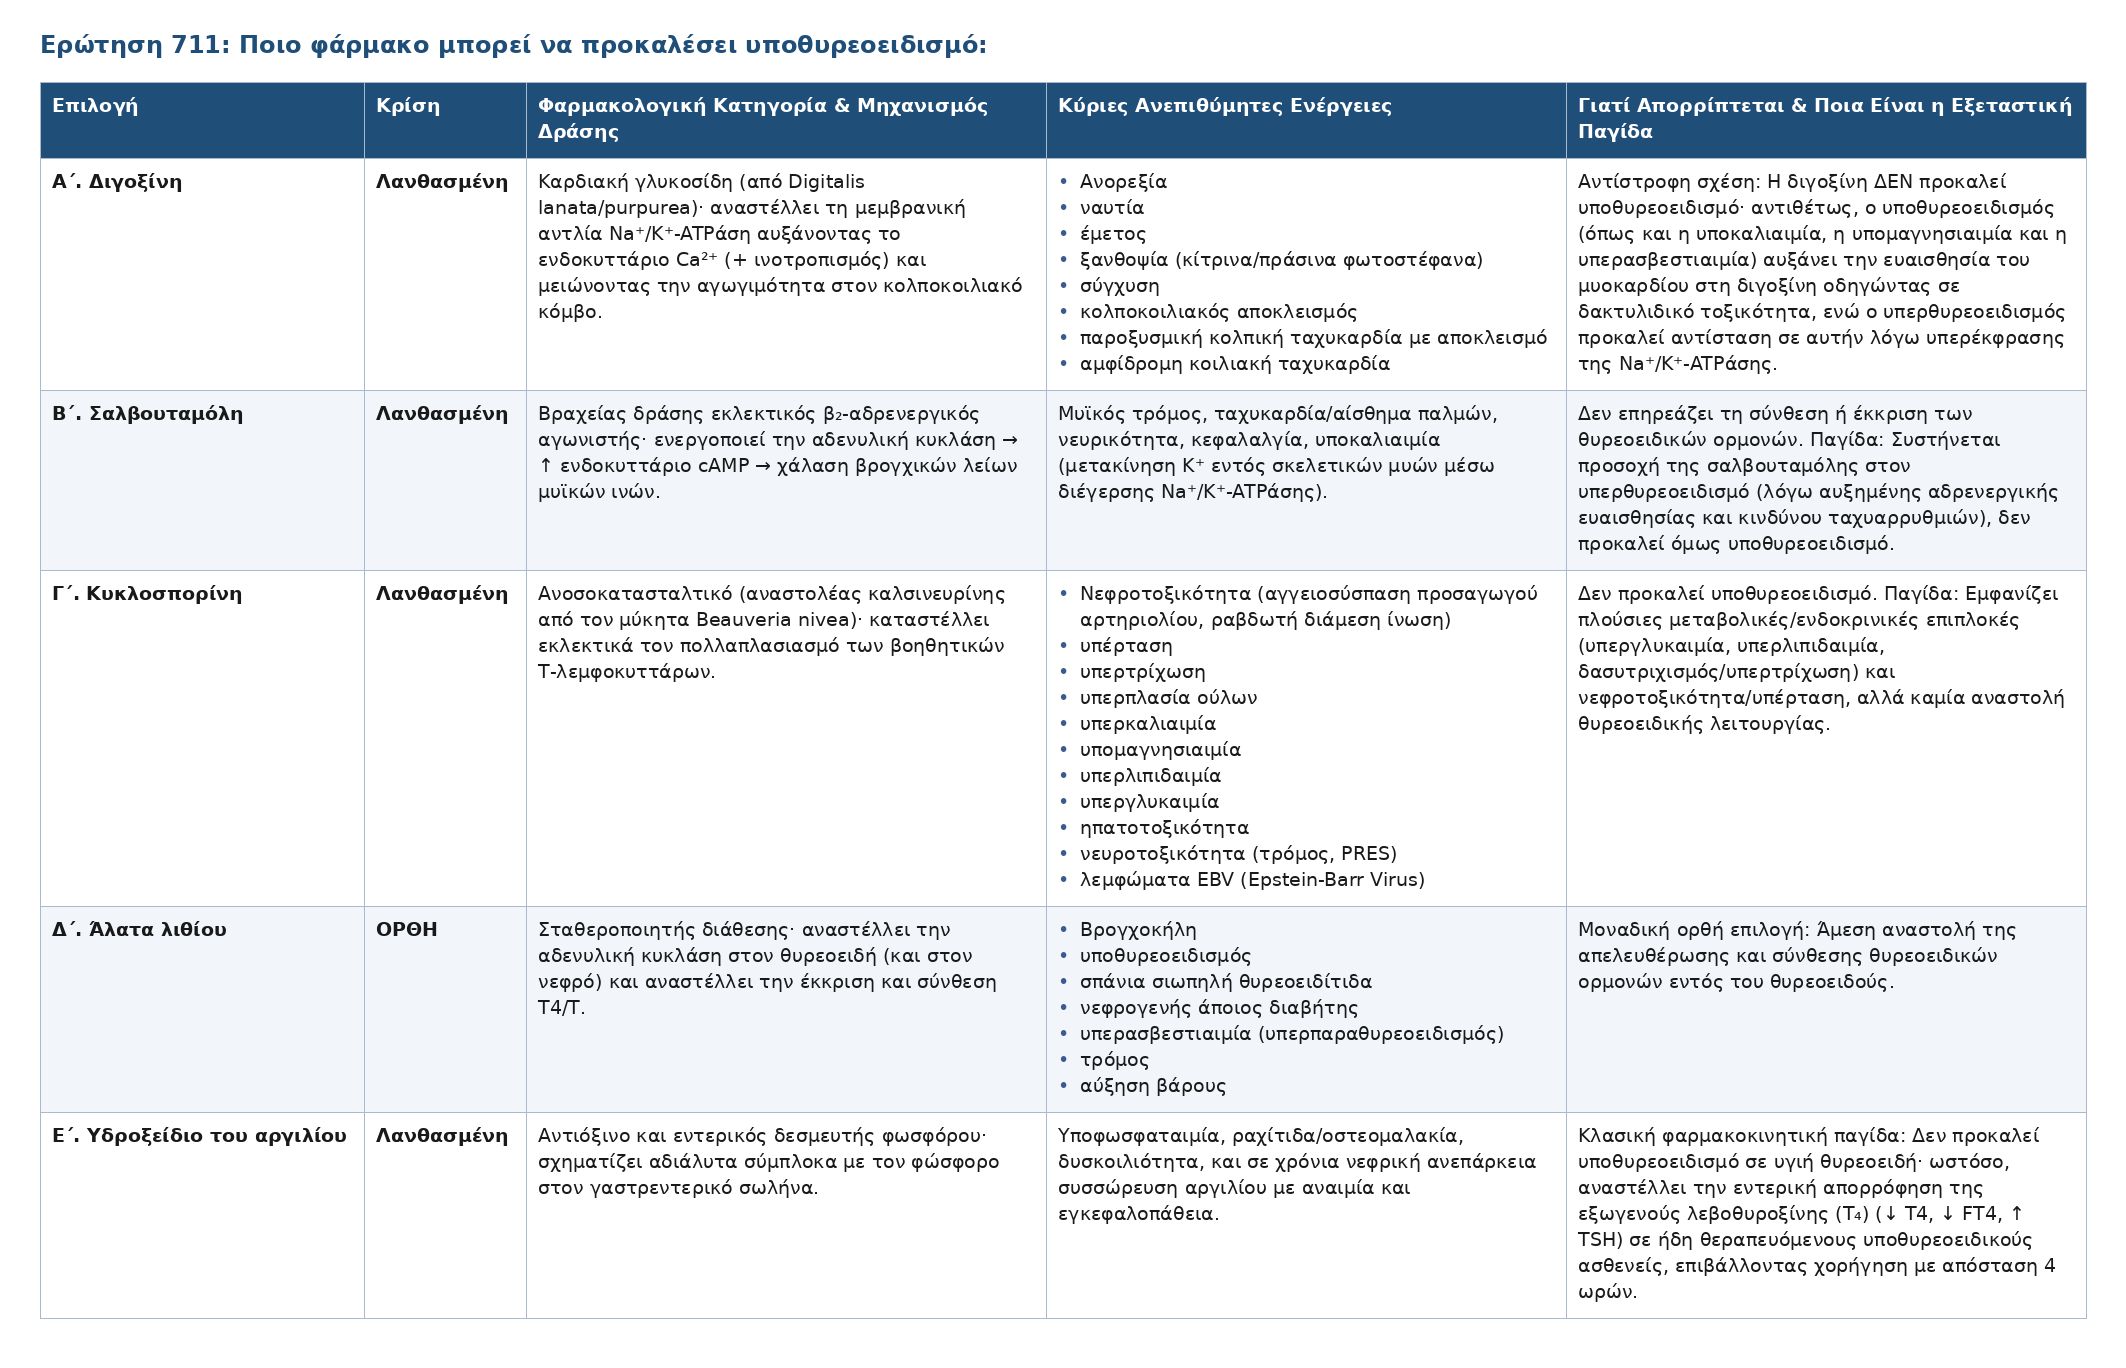 Ερώτηση 711: Ποιο φάρμακο μπορεί να προκαλέσει υποθυρεοειδισμό:
Επιλογή
Κρίση
Φαρμακολογική Κατηγορία & Μηχανισμός
Δράσης
Κύριες Ανεπιθύμητες Ενέργειες
Γιατί Απορρίπτεται & Ποια Είναι η Εξεταστική
Παγίδα
Α΄. Διγοξίνη
Λανθασμένη
Καρδιακή γλυκοσίδη (από Digitalis
lanata/purpurea)· αναστέλλει τη μεμβρανική
αντλία Na⁺/K⁺-ATPάση αυξάνοντας το
ενδοκυττάριο Ca²⁺ (+ ινοτροπισμός) και
μειώνοντας την αγωγιμότητα στον κολποκοιλιακό
κόμβο.
• Ανορεξία
• ναυτία
• έμετος
• ξανθοψία (κίτρινα/πράσινα φωτοστέφανα)
• σύγχυση
• κολποκοιλιακός αποκλεισμός
• παροξυσμική κολπική ταχυκαρδία με αποκλεισμό
• αμφίδρομη κοιλιακή ταχυκαρδία
Αντίστροφη σχέση: Η διγοξίνη ΔΕΝ προκαλεί
υποθυρεοειδισμό· αντιθέτως, ο υποθυρεοειδισμός
(όπως και η υποκαλιαιμία, η υπομαγνησιαιμία και η
υπερασβεστιαιμία) αυξάνει την ευαισθησία του
μυοκαρδίου στη διγοξίνη οδηγώντας σε
δακτυλιδικό τοξικότητα, ενώ ο υπερθυρεοειδισμός
προκαλεί αντίσταση σε αυτήν λόγω υπερέκφρασης
της Na⁺/K⁺-ATPάσης.
Β΄. Σαλβουταμόλη
Λανθασμένη
Βραχείας δράσης εκλεκτικός β₂-αδρενεργικός
αγωνιστής· ενεργοποιεί την αδενυλική κυκλάση →
↑ ενδοκυττάριο cAMP → χάλαση βρογχικών λείων
μυϊκών ινών.
Μυϊκός τρόμος, ταχυκαρδία/αίσθημα παλμών,
νευρικότητα, κεφαλαλγία, υποκαλιαιμία
(μετακίνηση K⁺ εντός σκελετικών μυών μέσω
διέγερσης Na⁺/K⁺-ATPάσης).
Δεν επηρεάζει τη σύνθεση ή έκκριση των
θυρεοειδικών ορμονών. Παγίδα: Συστήνεται
προσοχή της σαλβουταμόλης στον
υπερθυρεοειδισμό (λόγω αυξημένης αδρενεργικής
ευαισθησίας και κινδύνου ταχυαρρυθμιών), δεν
προκαλεί όμως υποθυρεοειδισμό.
Γ΄. Κυκλοσπορίνη
Λανθασμένη
Ανοσοκατασταλτικό (αναστολέας καλσινευρίνης
από τον μύκητα Beauveria nivea)· καταστέλλει
εκλεκτικά τον πολλαπλασιασμό των βοηθητικών
Τ-λεμφοκυττάρων.
• Νεφροτοξικότητα (αγγειοσύσπαση προσαγωγού
αρτηριολίου, ραβδωτή διάμεση ίνωση)
• υπέρταση
• υπερτρίχωση
• υπερπλασία ούλων
• υπερκαλιαιμία
• υπομαγνησιαιμία
• υπερλιπιδαιμία
• υπεργλυκαιμία
• ηπατοτοξικότητα
• νευροτοξικότητα (τρόμος, PRES)
• λεμφώματα EBV (Epstein-Barr Virus)
Δεν προκαλεί υποθυρεοειδισμό. Παγίδα: Εμφανίζει
πλούσιες μεταβολικές/ενδοκρινικές επιπλοκές
(υπεργλυκαιμία, υπερλιπιδαιμία,
δασυτριχισμός/υπερτρίχωση) και
νεφροτοξικότητα/υπέρταση, αλλά καμία αναστολή
θυρεοειδικής λειτουργίας.
Δ΄. Άλατα λιθίου
ΟΡΘΗ
Σταθεροποιητής διάθεσης· αναστέλλει την
αδενυλική κυκλάση στον θυρεοειδή (και στον
νεφρό) και αναστέλλει την έκκριση και σύνθεση
T4/T.
• Βρογχοκήλη
• υποθυρεοειδισμός
• σπάνια σιωπηλή θυρεοειδίτιδα
• νεφρογενής άποιος διαβήτης
• υπερασβεστιαιμία (υπερπαραθυρεοειδισμός)
• τρόμος
• αύξηση βάρους
Μοναδική ορθή επιλογή: Άμεση αναστολή της
απελευθέρωσης και σύνθεσης θυρεοειδικών
ορμονών εντός του θυρεοειδούς.
Ε΄. Υδροξείδιο του αργιλίου
Λανθασμένη
Αντιόξινο και εντερικός δεσμευτής φωσφόρου·
σχηματίζει αδιάλυτα σύμπλοκα με τον φώσφορο
στον γαστρεντερικό σωλήνα.
Υποφωσφαταιμία, ραχίτιδα/οστεομαλακία,
δυσκοιλιότητα, και σε χρόνια νεφρική ανεπάρκεια
συσσώρευση αργιλίου με αναιμία και
εγκεφαλοπάθεια.
Κλασική φαρμακοκινητική παγίδα: Δεν προκαλεί
υποθυρεοειδισμό σε υγιή θυρεοειδή· ωστόσο,
αναστέλλει την εντερική απορρόφηση της
εξωγενούς λεβοθυροξίνης (T₄) (↓ T4, ↓ FT4, ↑
TSH) σε ήδη θεραπευόμενους υποθυρεοειδικούς
ασθενείς, επιβάλλοντας χορήγηση με απόσταση 4
ωρών.